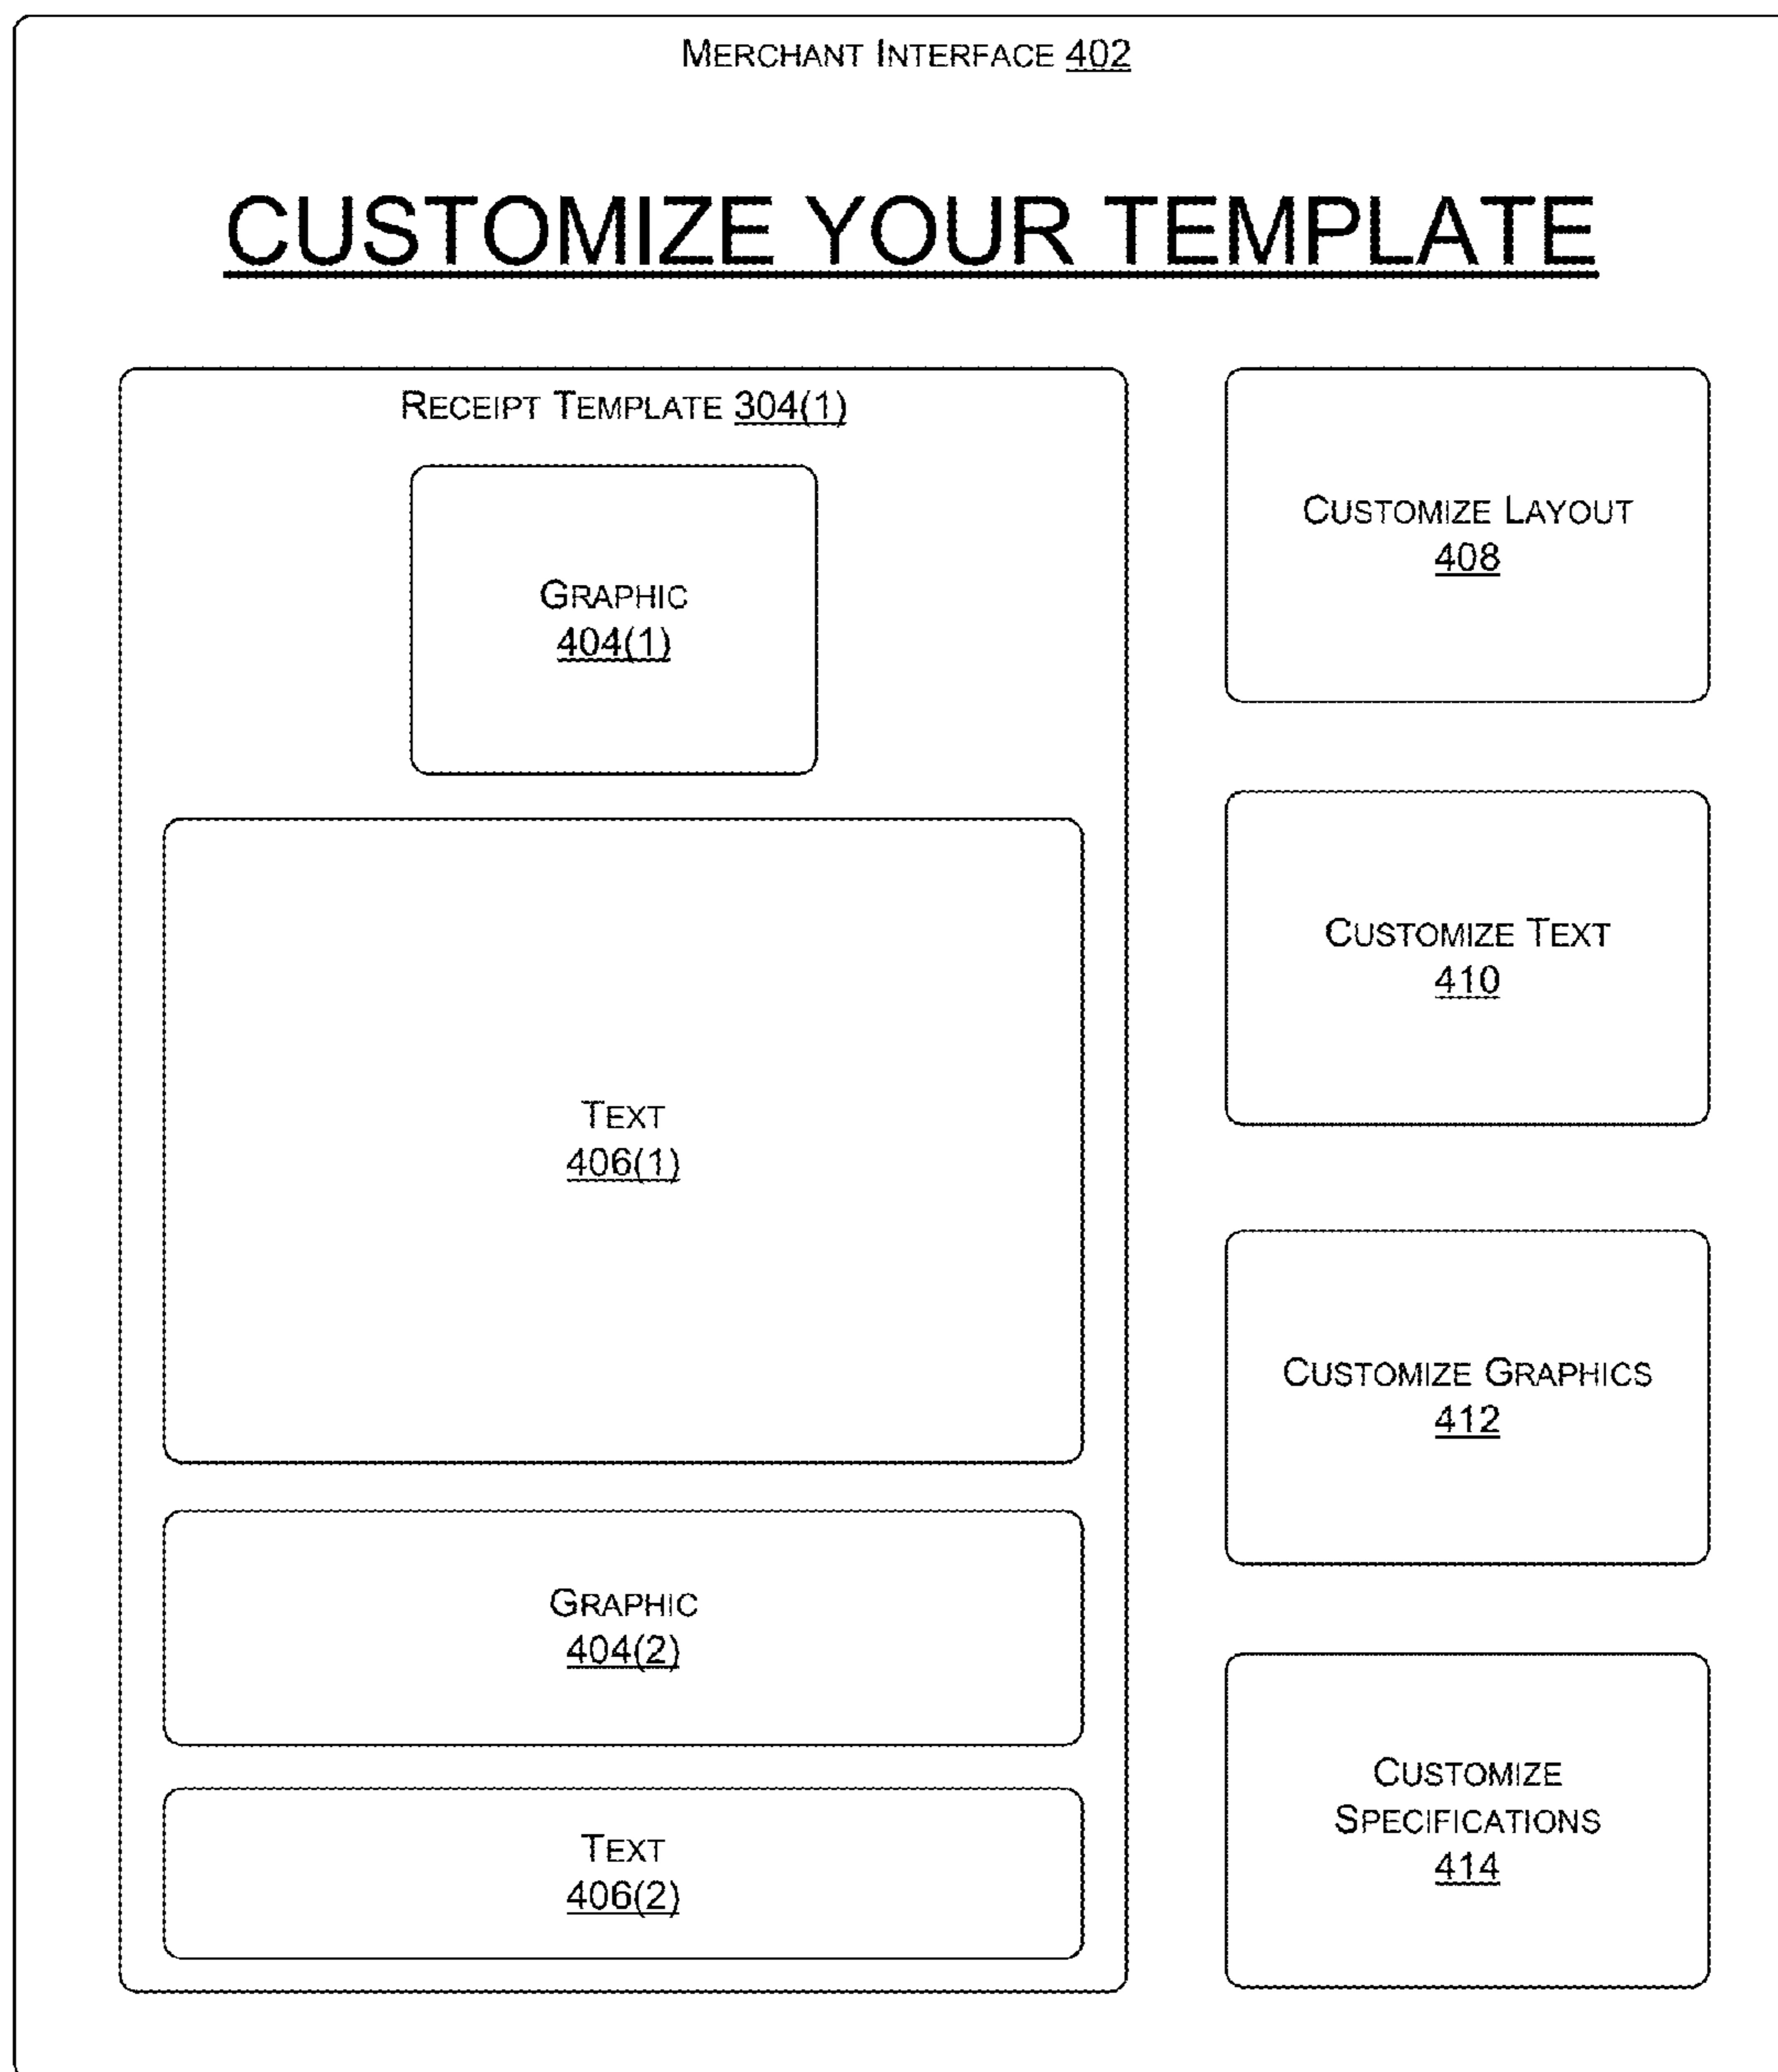 MERCHANT INTERFACE 402
CUSTOMIZE YOUR TEMPLATE
RECEIPT TEMPLATE 304(1)
GRAPHIC
404(1)
TEXT
406(1)
GRAPHIC
404(2)
TEXT
406(2)
CUSTOMIZE LAYOUT
408
CUSTOMIZE TEXT
410
CUSTOMIZE GRAPHICS
412
CUSTOMIZE
SPECIFICATIONS
414